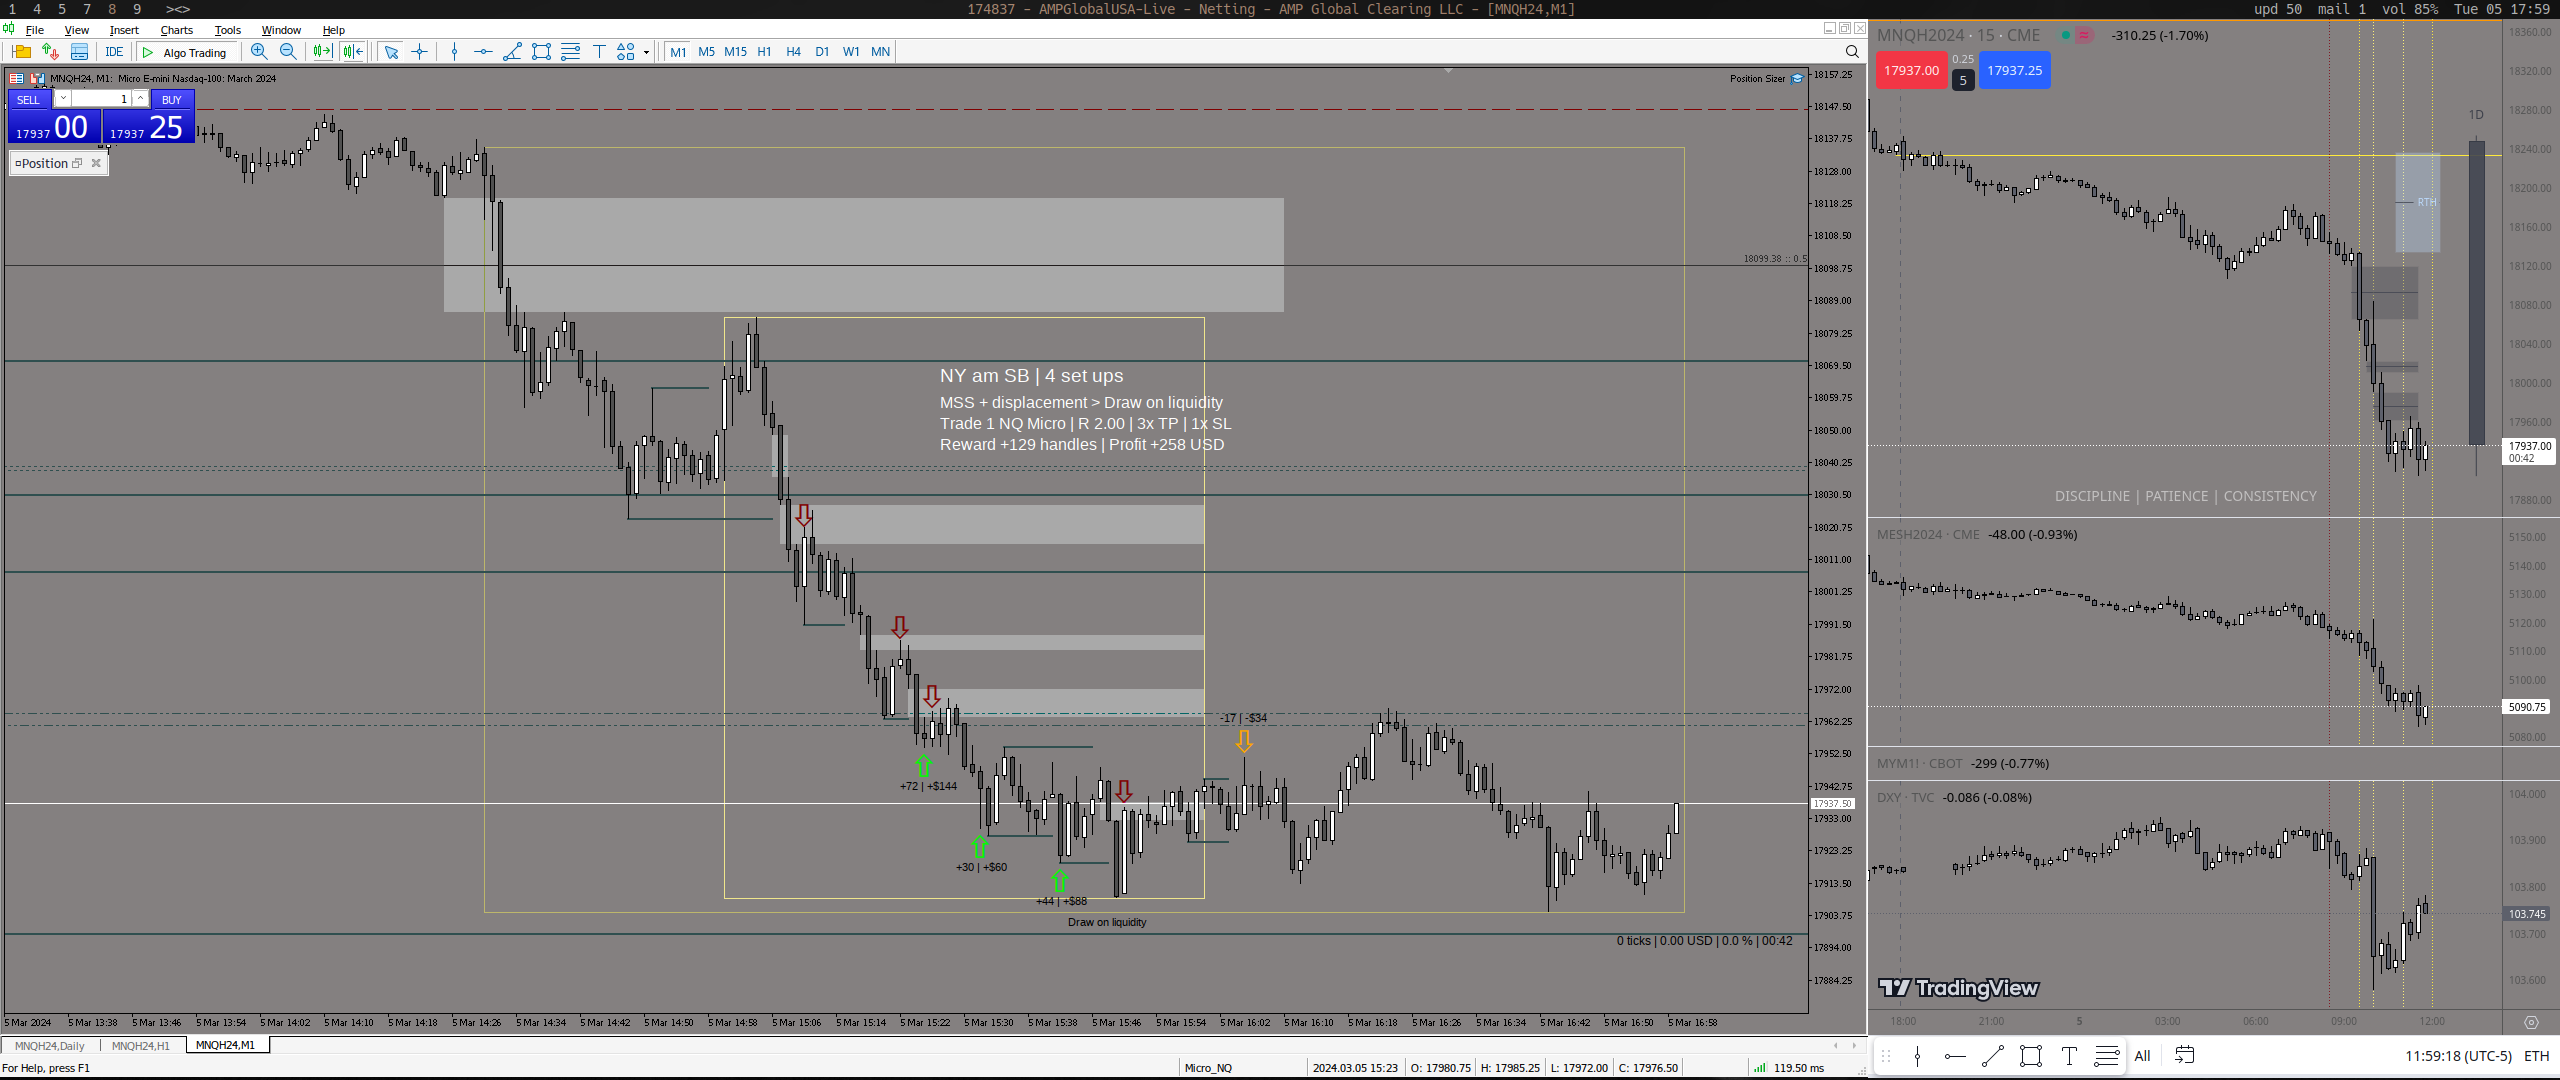 1 4 5 7 8 9 ><>
174837 - AMPGlobalUSA-Live - Netting - AMP Global Clearing LLC - [MNQH24,M1]
upd 50 mail 1 vol 85% Tue 05 17:59
File View Insert Charts Tools Window Help
IDE Algo Trading M1 M5 M15 H1 H4 D1 W1 MN
MNQH24, M1: Micro E-mini Nasdaq-100: March 2024
Position Sizer
SELL 1 BUY
17937 00 17937 25
Position
18099.38 :: 0.5
NY am SB | 4 set ups
MSS + displacement > Draw on liquidity
Trade 1 NQ Micro | R 2.00 | 3x TP | 1x SL
Reward +129 handles | Profit +258 USD
-17 | -$34
+72 | +$144
+30 | +$60
+44 | +$88
Draw on liquidity
0 ticks | 0.00 USD | 0.0 % | 00:42
18157.25
18147.50
18137.75
18128.00
18118.25
18108.50
18098.75
18089.00
18079.25
18069.50
18059.75
18050.00
18040.25
18030.50
18020.75
18011.00
18001.25
17991.50
17981.75
17972.00
17962.25
17952.50
17942.75
17937.50
17933.00
17923.25
17913.50
17903.75
17894.00
17884.25
5 Mar 2024 5 Mar 13:38 5 Mar 13:46 5 Mar 13:54 5 Mar 14:02 5 Mar 14:10 5 Mar 14:18 5 Mar 14:26 5 Mar 14:34 5 Mar 14:42 5 Mar 14:50 5 Mar 14:58 5 Mar 15:06 5 Mar 15:14 5 Mar 15:22 5 Mar 15:30 5 Mar 15:38 5 Mar 15:46 5 Mar 15:54 5 Mar 16:02 5 Mar 16:10 5 Mar 16:18 5 Mar 16:26 5 Mar 16:34 5 Mar 16:42 5 Mar 16:50 5 Mar 16:58
MNQH24,Daily MNQH24,H1 MNQH24,M1
For Help, press F1
Micro_NQ 2024.03.05 15:23 O: 17980.75 H: 17985.25 L: 17972.00 C: 17976.50 119.50 ms
MNQH2024 · 15 · CME -310.25 (-1.70%)
17937.00 0.25 5 17937.25
1D
RTH
DISCIPLINE | PATIENCE | CONSISTENCY
18360.00
18320.00
18280.00
18240.00
18200.00
18160.00
18120.00
18080.00
18040.00
18000.00
17960.00
17937.00
00:42
17880.00
MESH2024 · CME -48.00 (-0.93%)
5150.00
5140.00
5130.00
5120.00
5110.00
5100.00
5090.75
5080.00
MYM1! · CBOT -299 (-0.77%)
DXY · TVC -0.086 (-0.08%)
104.000
103.900
103.800
103.745
103.700
103.600
TradingView
18:00 21:00 5 03:00 06:00 09:00 12:00
All
11:59:18 (UTC-5) ETH